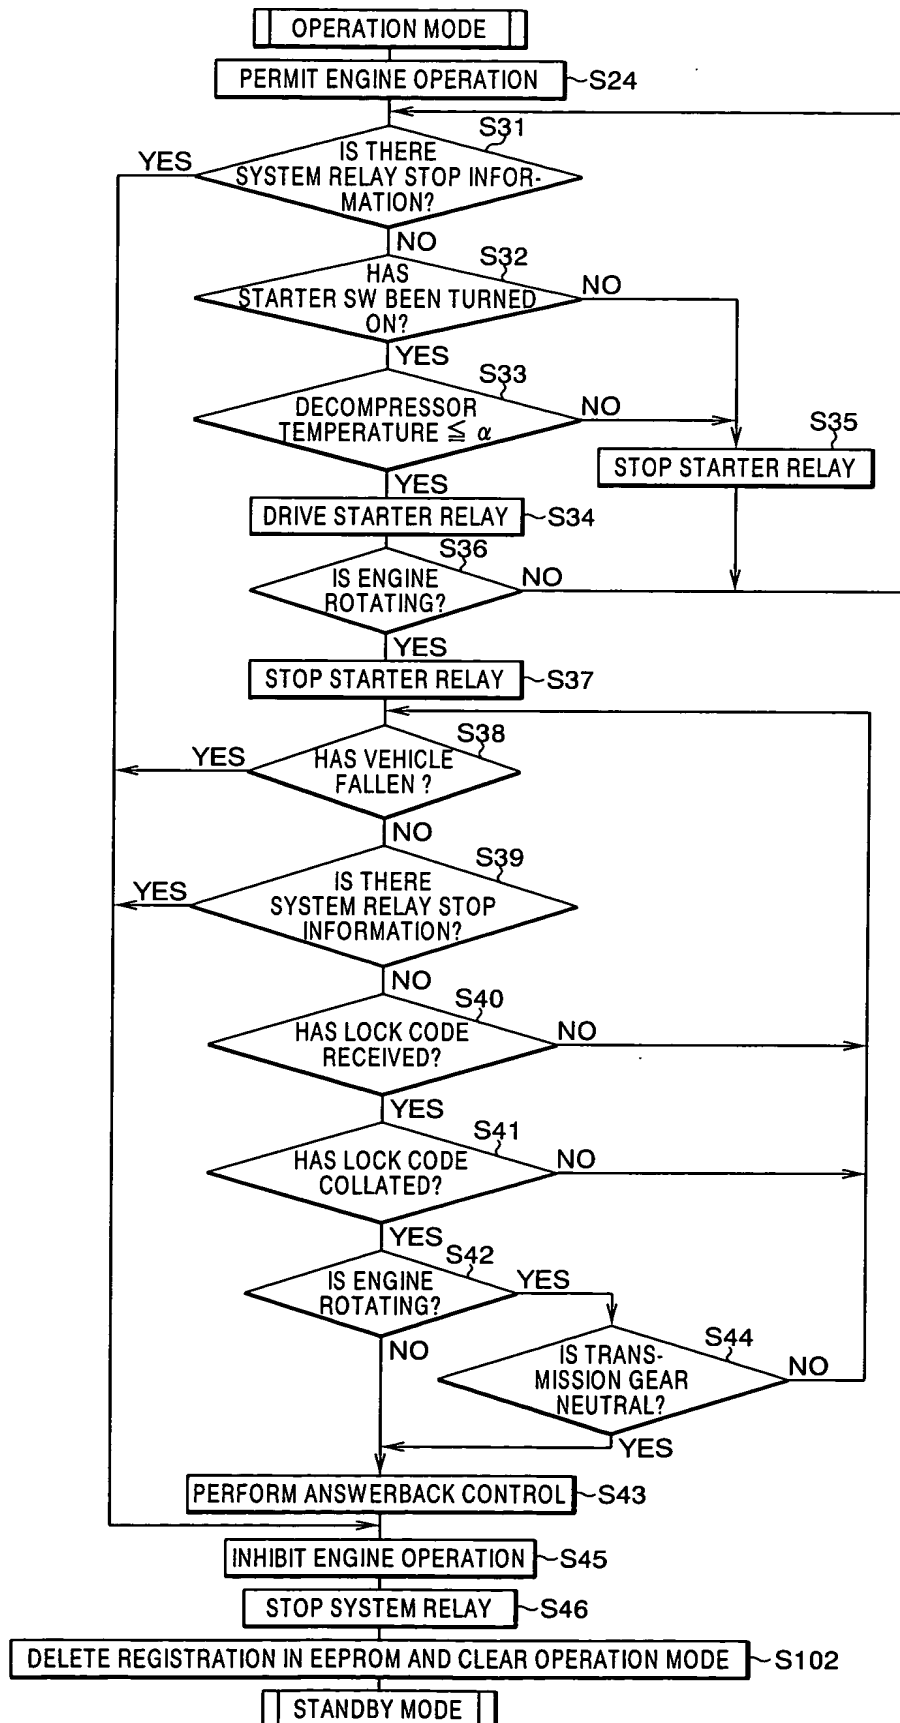 OPERATION MODE
PERMIT ENGINE OPERATION
S24
S31
IS THERE
SYSTEM RELAY STOP INFOR-
MATION?
YES
NO
S32
HAS
STARTER SW BEEN TURNED
ON?
NO
YES
S33
DECOMPRESSOR
TEMPERATURE ≦ α
NO
S35
STOP STARTER RELAY
YES
DRIVE STARTER RELAY
S34
S36
IS ENGINE
ROTATING?
NO
YES
STOP STARTER RELAY
S37
S38
HAS VEHICLE
FALLEN ?
YES
NO
S39
IS THERE
SYSTEM RELAY STOP
INFORMATION?
YES
NO
S40
HAS LOCK CODE
RECEIVED?
NO
YES
S41
HAS LOCK CODE
COLLATED?
NO
YES
S42
IS ENGINE
ROTATING?
YES
NO
S44
IS TRANS-
MISSION GEAR
NEUTRAL?
NO
YES
PERFORM ANSWERBACK CONTROL
S43
INHIBIT ENGINE OPERATION
S45
STOP SYSTEM RELAY
S46
DELETE REGISTRATION IN EEPROM AND CLEAR OPERATION MODE
S102
STANDBY MODE